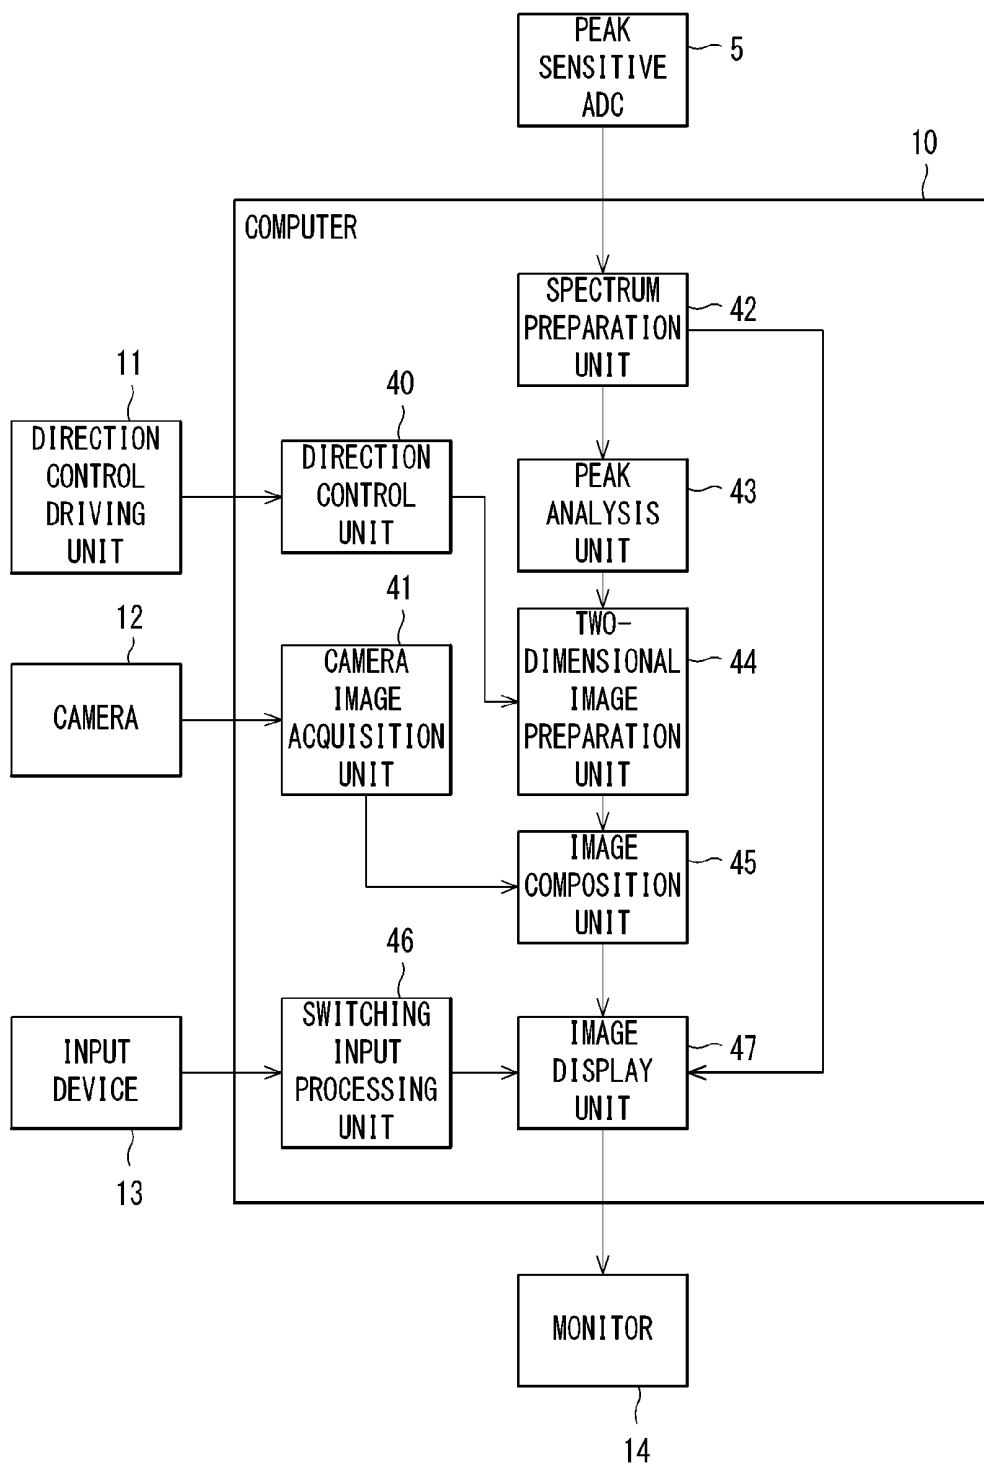 PEAK
SENSITIVE
ADC
5
10
COMPUTER
SPECTRUM
PREPARATION
UNIT
42
11
DIRECTION
CONTROL
DRIVING
UNIT
40
DIRECTION
CONTROL
UNIT
PEAK
ANALYSIS
UNIT
43
12
CAMERA
41
CAMERA
IMAGE
ACQUISITION
UNIT
TWO-
DIMENSIONAL
IMAGE
PREPARATION
UNIT
44
IMAGE
COMPOSITION
UNIT
45
INPUT
DEVICE
13
46
SWITCHING
INPUT
PROCESSING
UNIT
IMAGE
DISPLAY
UNIT
47
MONITOR
14